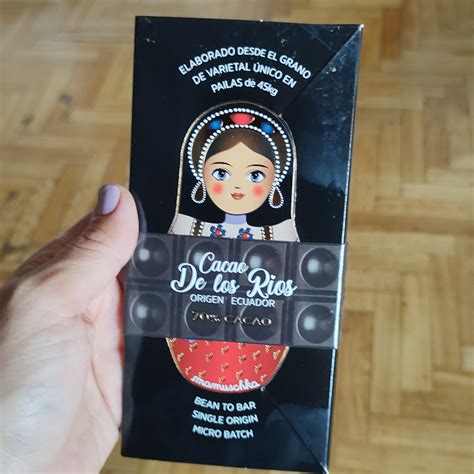 ELABORADO DESDE EL GRANO
DE VARIETAL ÚNICO EN
PAILAS de 45kg
Cacao
De los Rios
ORIGEN ECUADOR
70% CACAO
mamuschka
BEAN TO BAR
SINGLE ORIGIN
MICRO BATCH